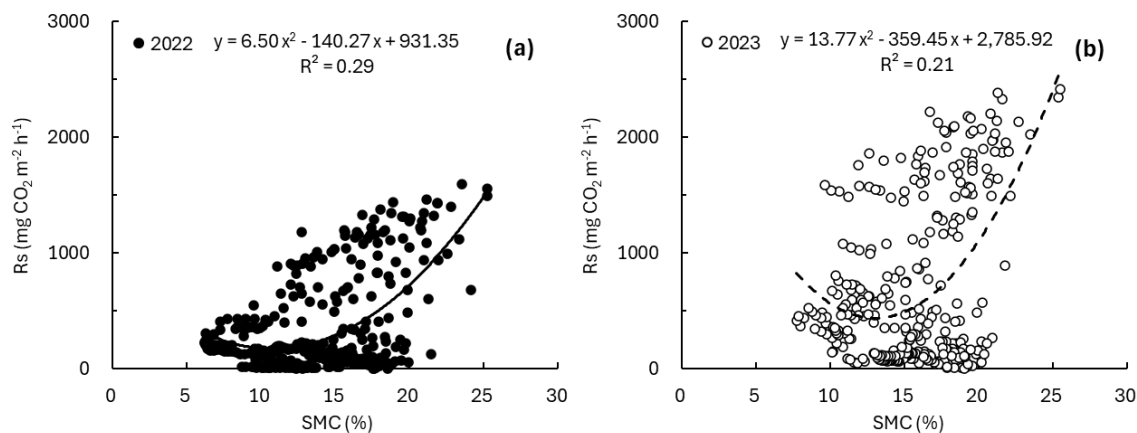 2022 y = 6.50 x² - 140.27 x + 931.35
R² = 0.29
(a)
3000
2000
1000
0
Rs (mg CO₂ m⁻² h⁻¹)
0 5 10 15 20 25 30
SMC (%)
2023 y = 13.77 x² - 359.45 x + 2,785.92
R² = 0.21
(b)
3000
2000
1000
0
Rs (mg CO₂ m⁻² h⁻¹)
0 5 10 15 20 25 30
SMC (%)